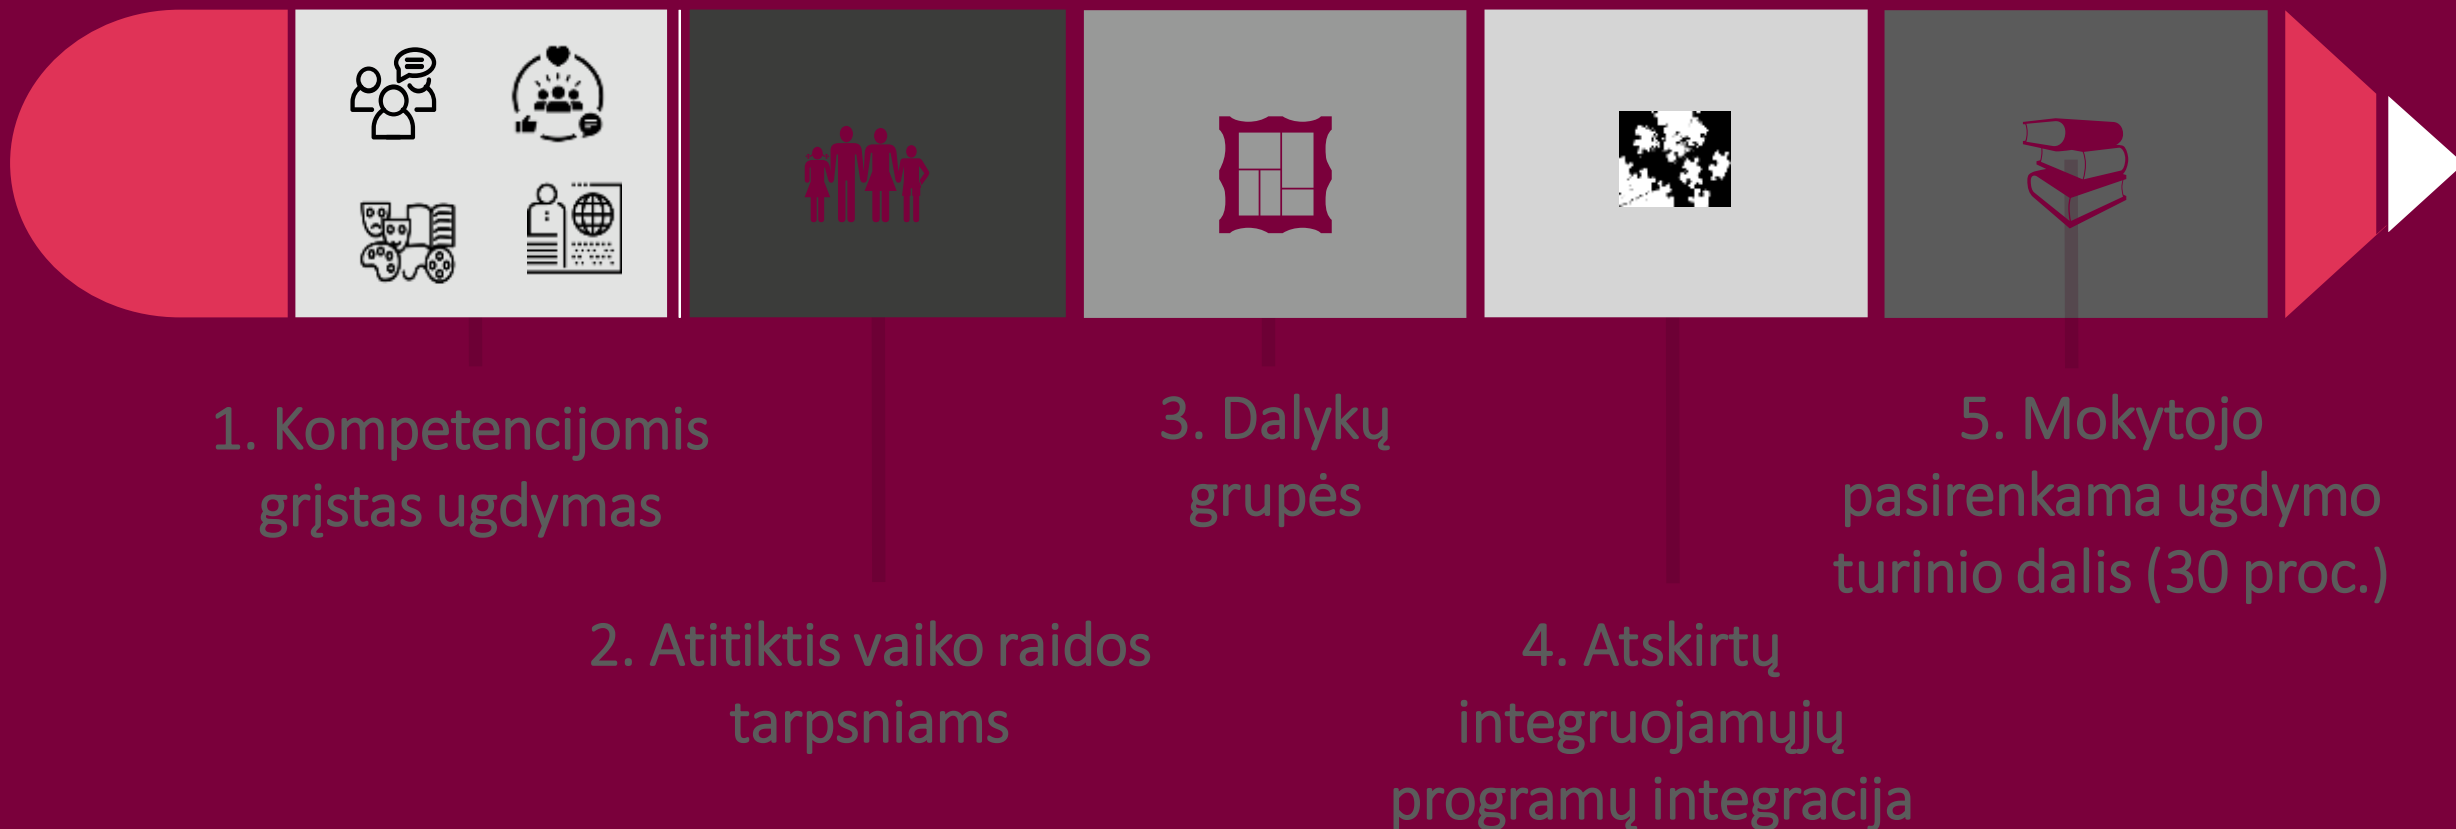 1. Kompetencijomis
grįstas ugdymas
2. Atitiktis vaiko raidos
tarpsniams
3. Dalykų
grupės
4. Atskirtų
integruojamųjų
programų integracija
5. Mokytojo
pasirenkama ugdymo
turinio dalis (30 proc.)